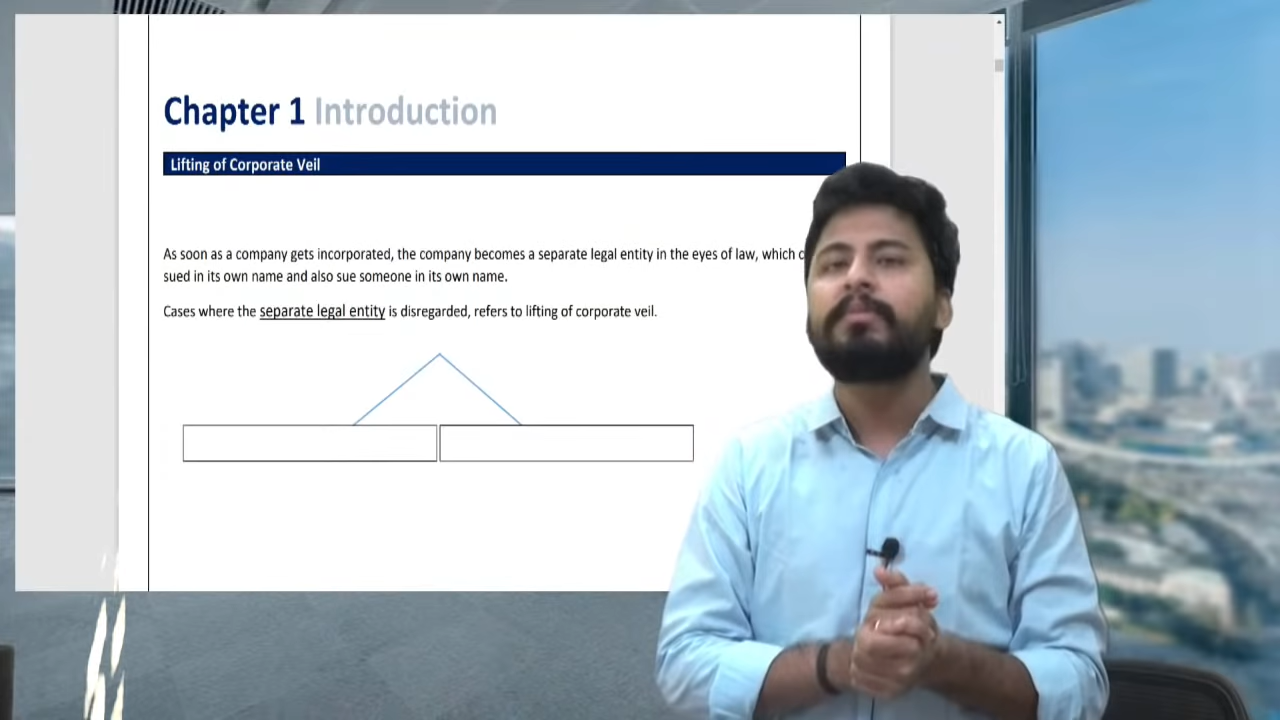 Chapter 1 Introduction
Lifting of Corporate Veil
As soon as a company gets incorporated, the company becomes a separate legal entity in the eyes of law, which
sued in its own name and also sue someone in its own name.
Cases where the separate legal entity is disregarded, refers to lifting of corporate veil.